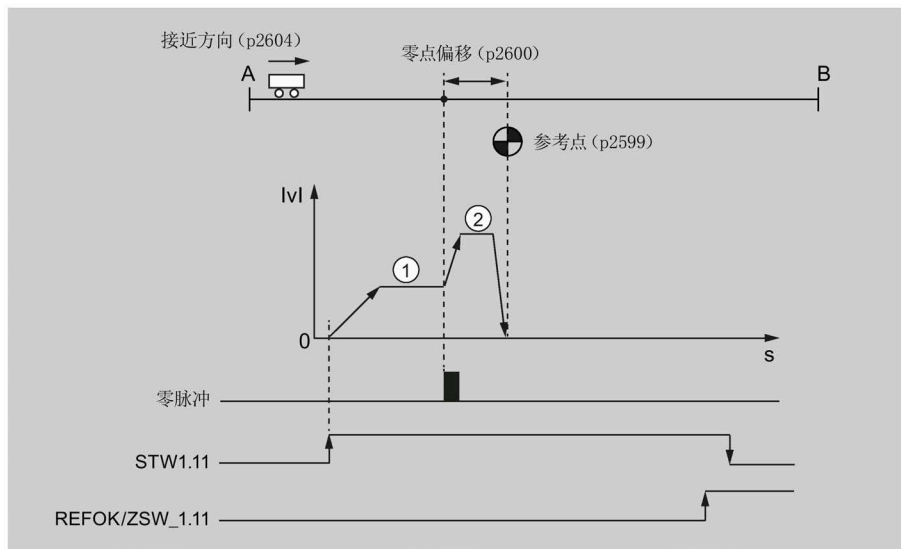 接近方向(p2604)
零点偏移(p2600)
A
B
参考点(p2599)
|v|
②
①
0
s
零脉冲
STW1.11
REFOK/ZSW_1.11